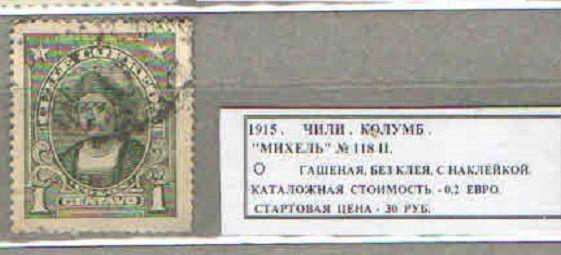 1 CENTAVO 1
1915. ЧИЛИ. КОЛУМБ.
"МИХЕЛЬ" № 118 II.
О ГАШЕНАЯ, БЕЗ КЛЕЯ, С НАКЛЕЙКОЙ.
КАТАЛОЖНАЯ СТОИМОСТЬ - 0,2 ЕВРО
СТАРТОВАЯ ЦЕНА - 30 РУБ.